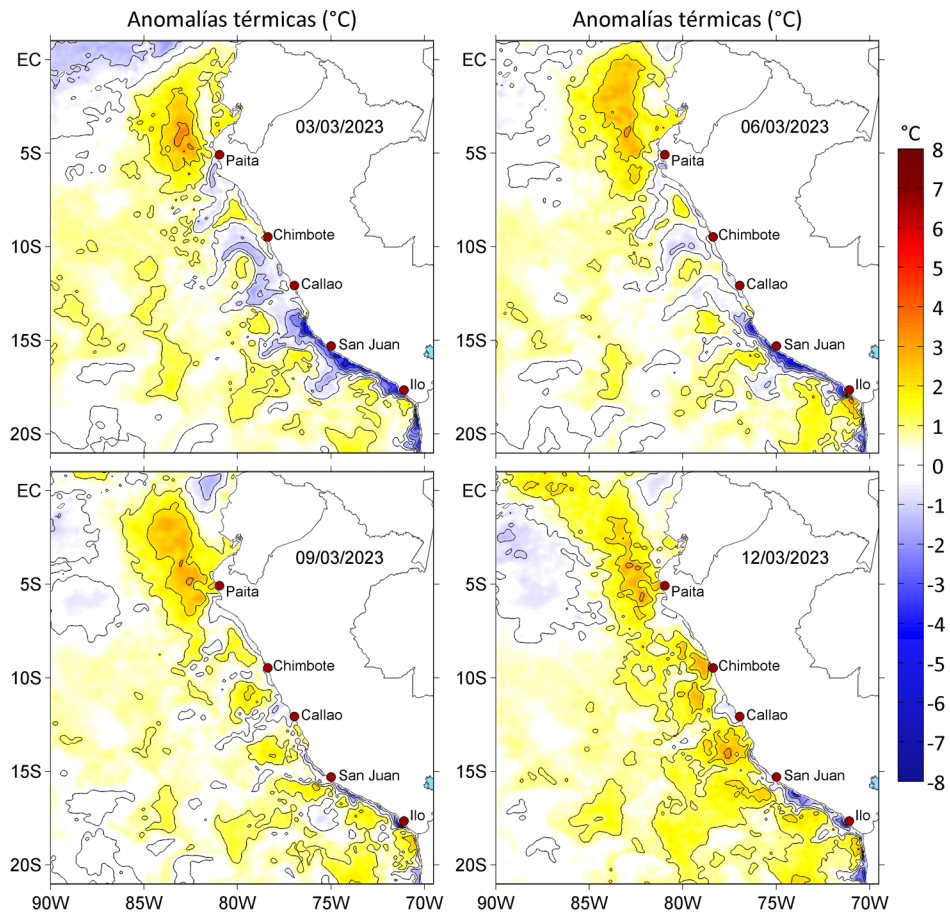 Anomalías térmicas (°C)
Anomalías térmicas (°C)
EC
5S
10S
15S
20S
03/03/2023
Paita
Chimbote
Callao
San Juan
Ilo
EC
5S
10S
15S
20S
06/03/2023
Paita
Chimbote
Callao
San Juan
Ilo
°C
8
7
6
5
4
3
2
1
0
-1
-2
-3
-4
-5
-6
-7
-8
EC
5S
10S
15S
20S
09/03/2023
Paita
Chimbote
Callao
San Juan
Ilo
90W
85W
80W
75W
70W
EC
5S
10S
15S
20S
12/03/2023
Paita
Chimbote
Callao
San Juan
Ilo
90W
85W
80W
75W
70W